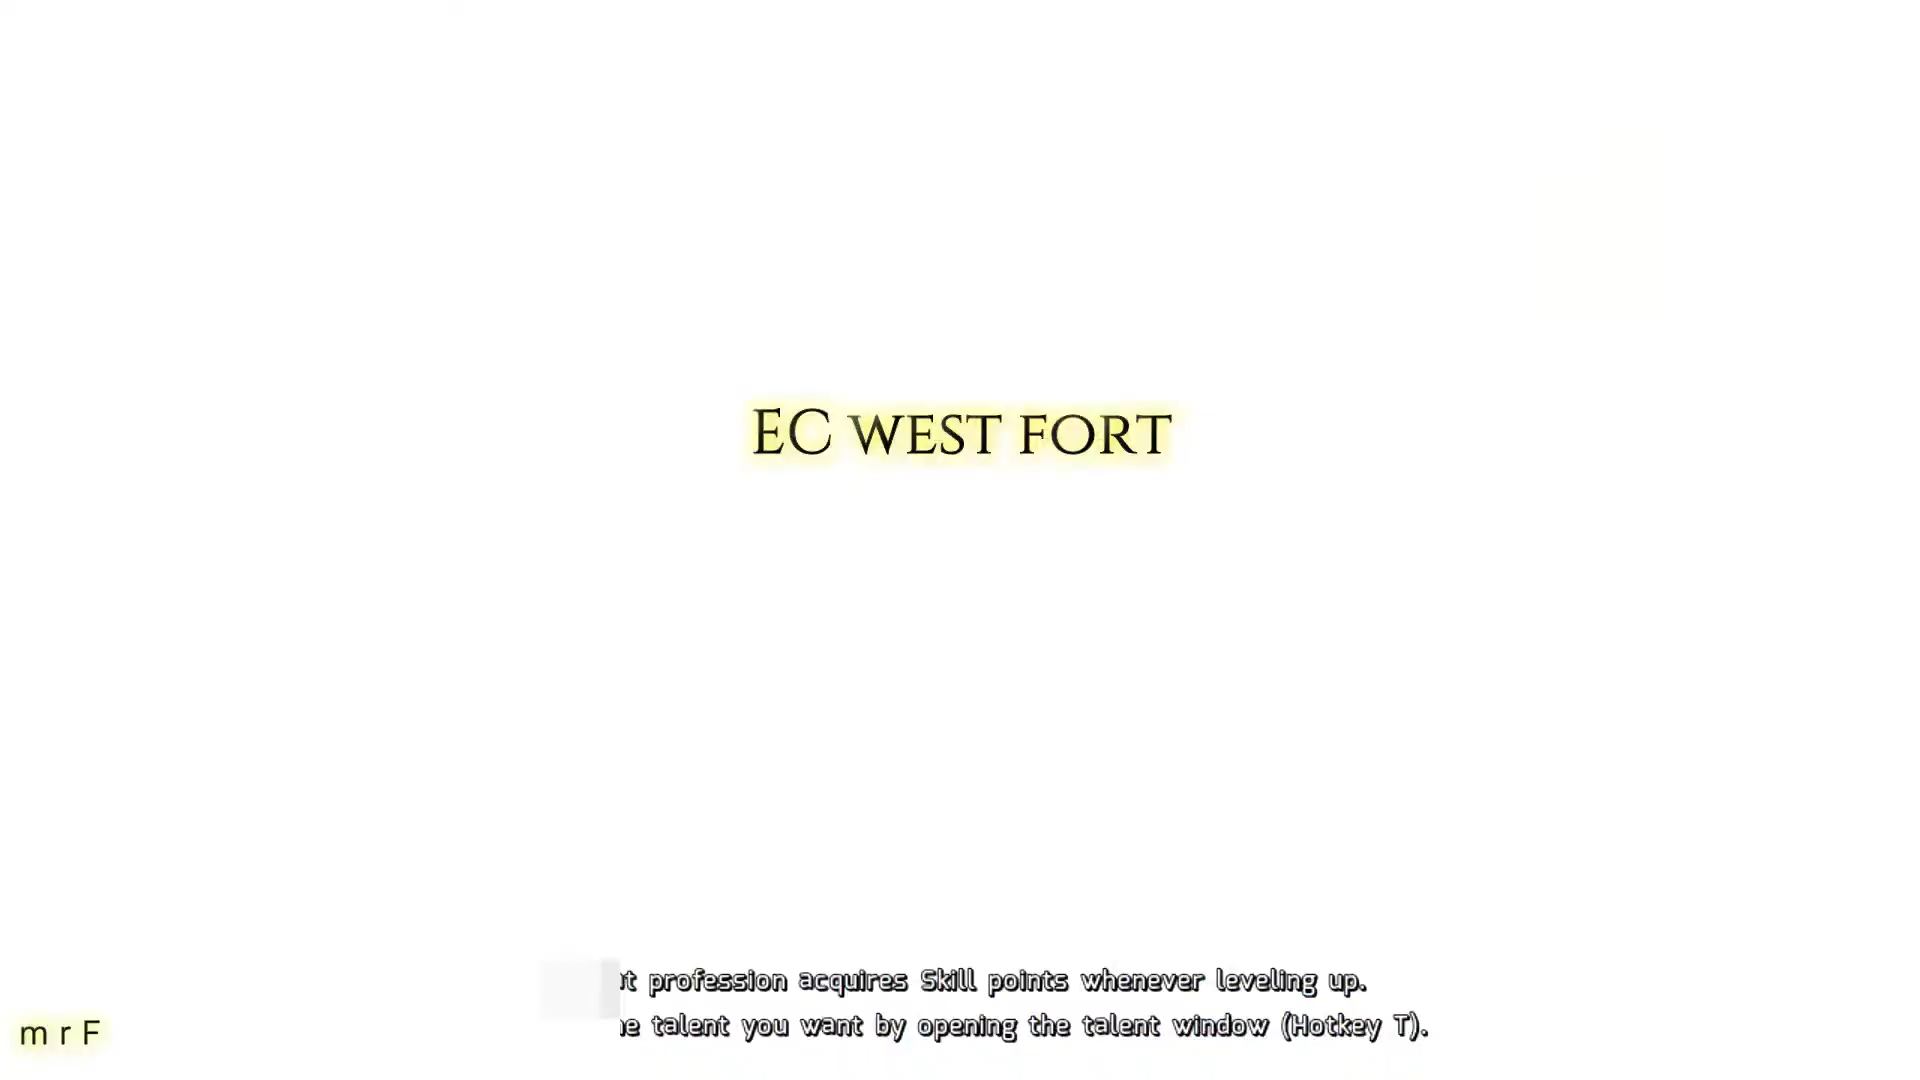 EC WEST FORT
profession acquires Skill points whenever leveling up.
talent you want by opening the talent window (Hotkey T).
m r F